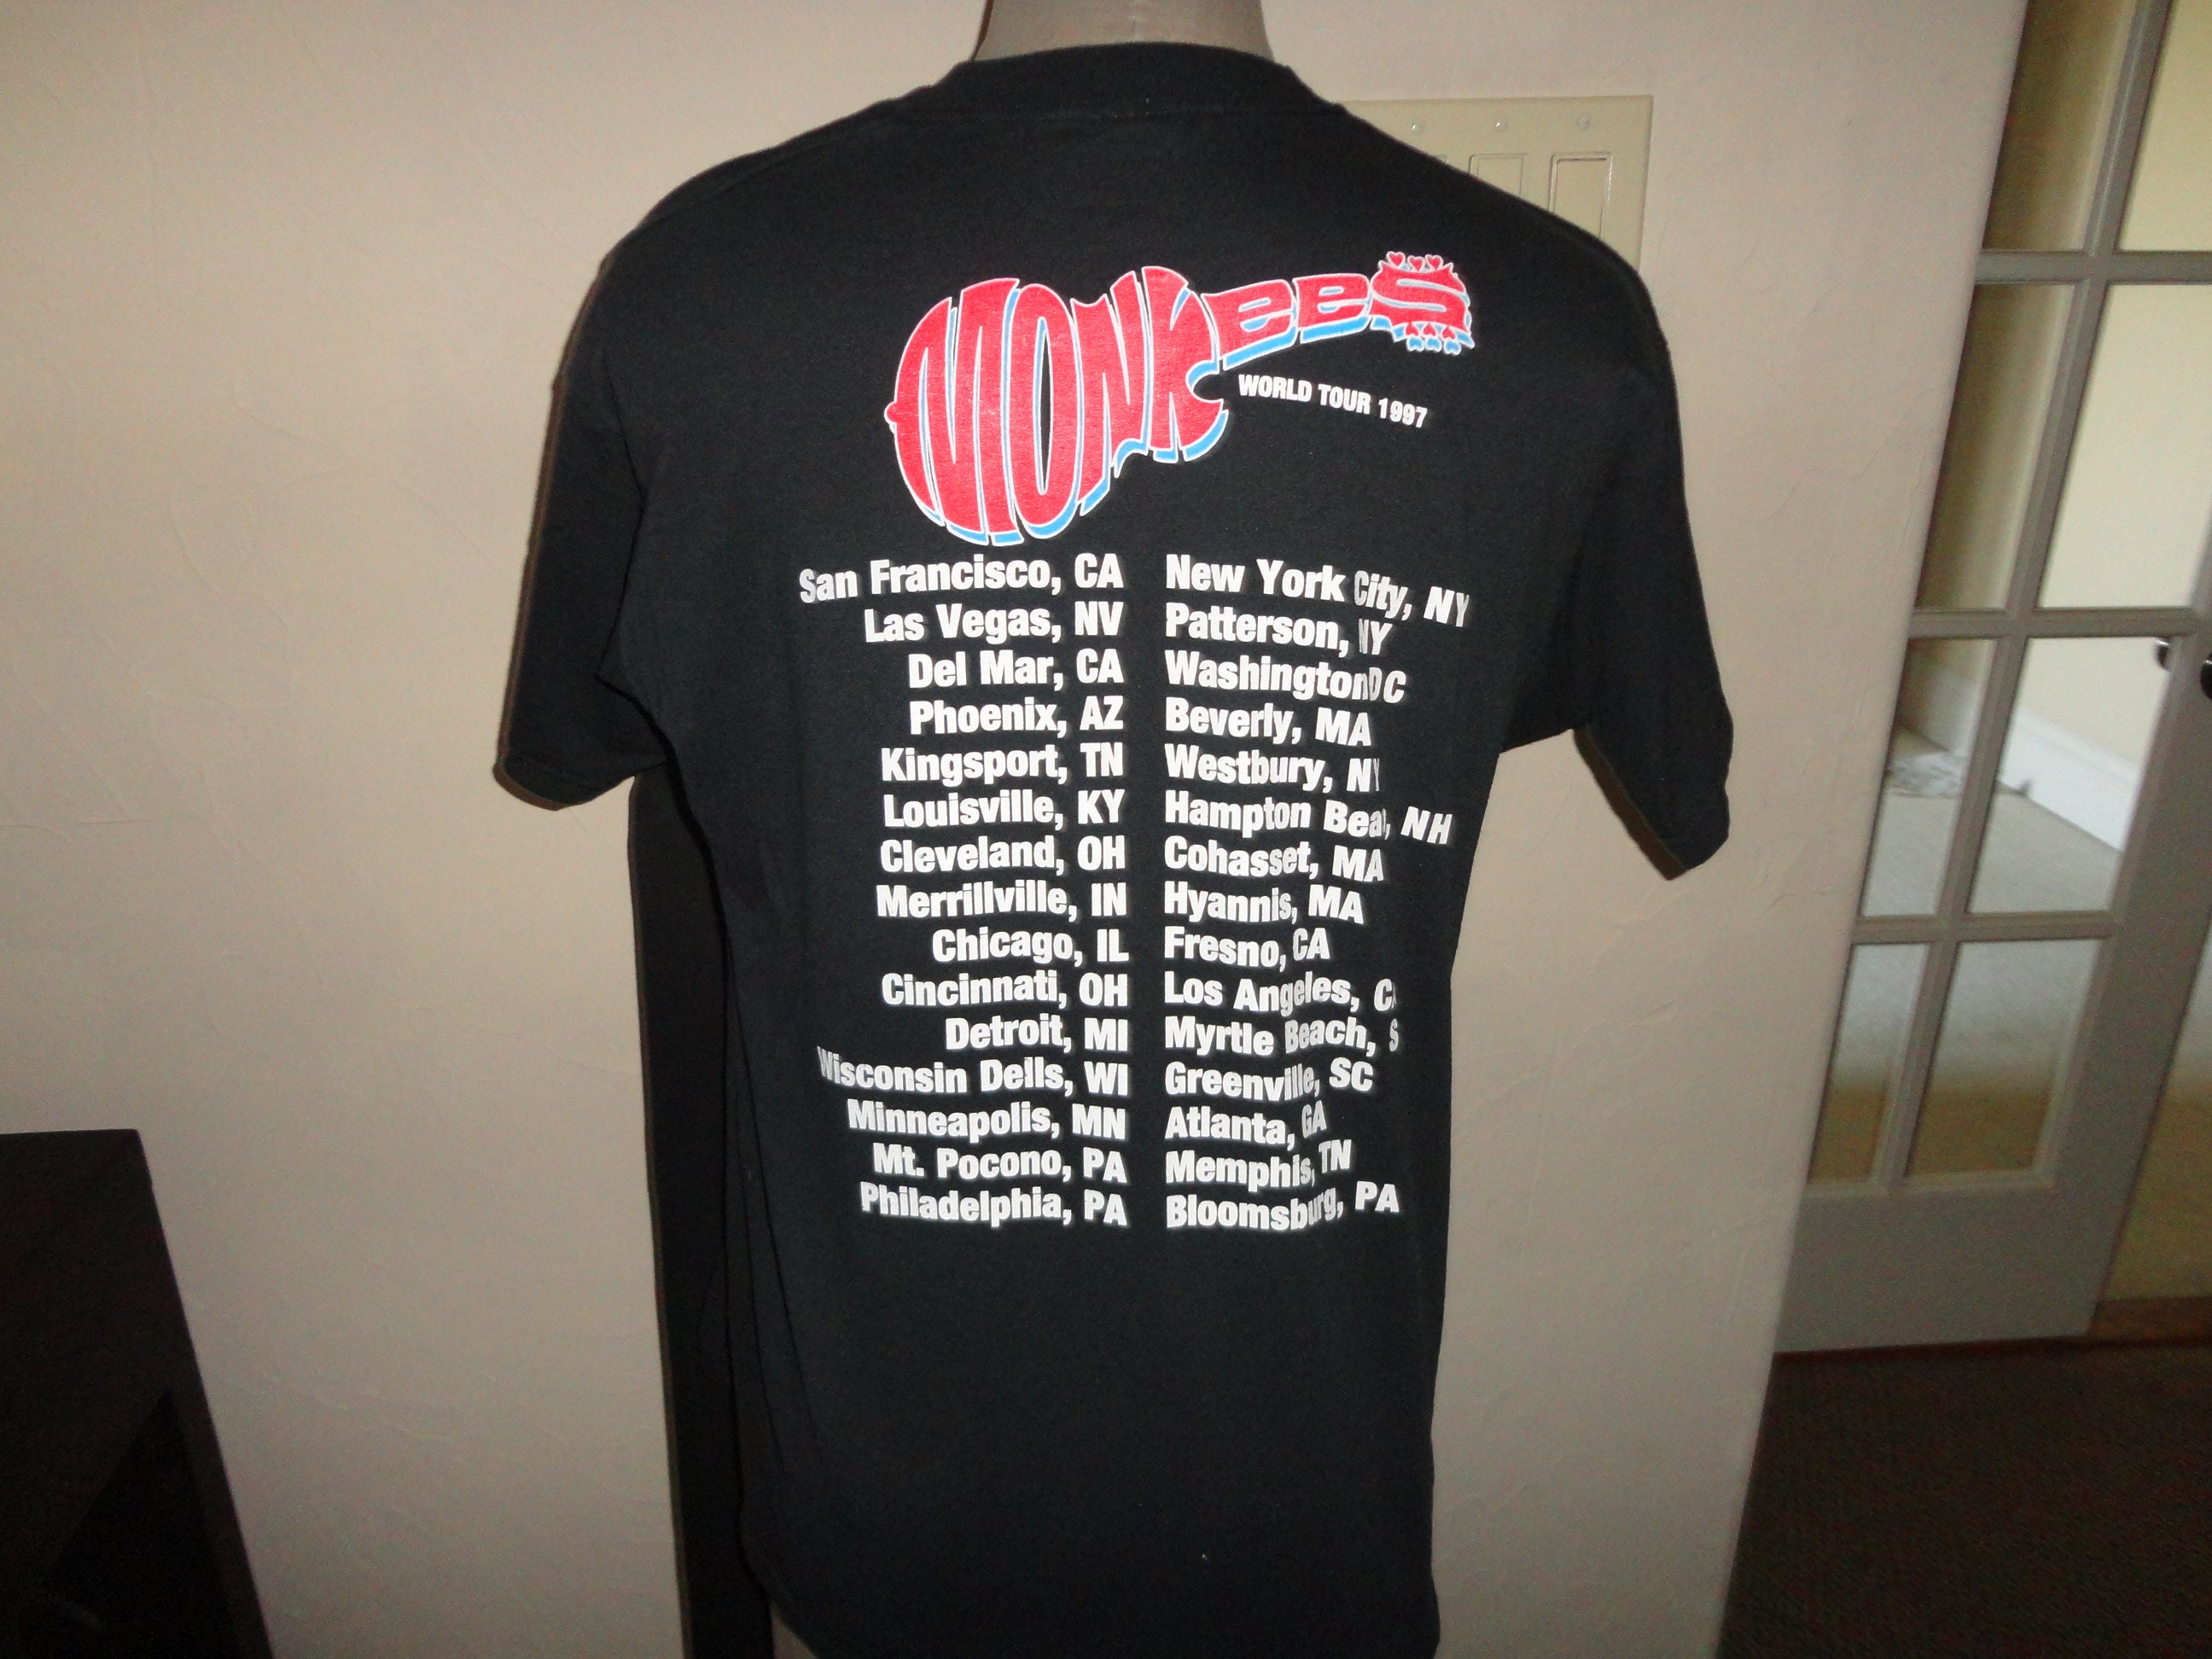 MONKEES
WORLD TOUR 1997
San Francisco, CA
Las Vegas, NV
Del Mar, CA
Phoenix, AZ
Kingsport, TN
Louisville, KY
Cleveland, OH
Merrillville, IN
Chicago, IL
Cincinnati, OH
Detroit, MI
Wisconsin Dells, WI
Minneapolis, MN
Mt. Pocono, PA
Philadelphia, PA
New York City, NY
Patterson, NY
Washington DC
Beverly, MA
Westbury, NY
Hampton , NH
Cohasset, MA
Hyannis, MA
Fresno, CA
Los Angeles,
Myrtle Beach,
Greenville, SC
Atlanta, GA
Memphis, TN
Bloomsburg, PA